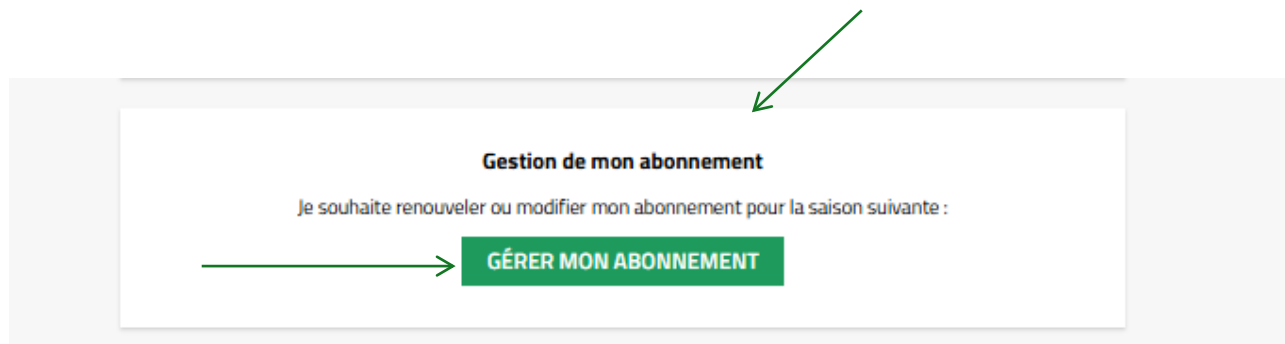 Gestion de mon abonnement
Je souhaite renouveler ou modifier mon abonnement pour la saison suivante :
GÉRER MON ABONNEMENT